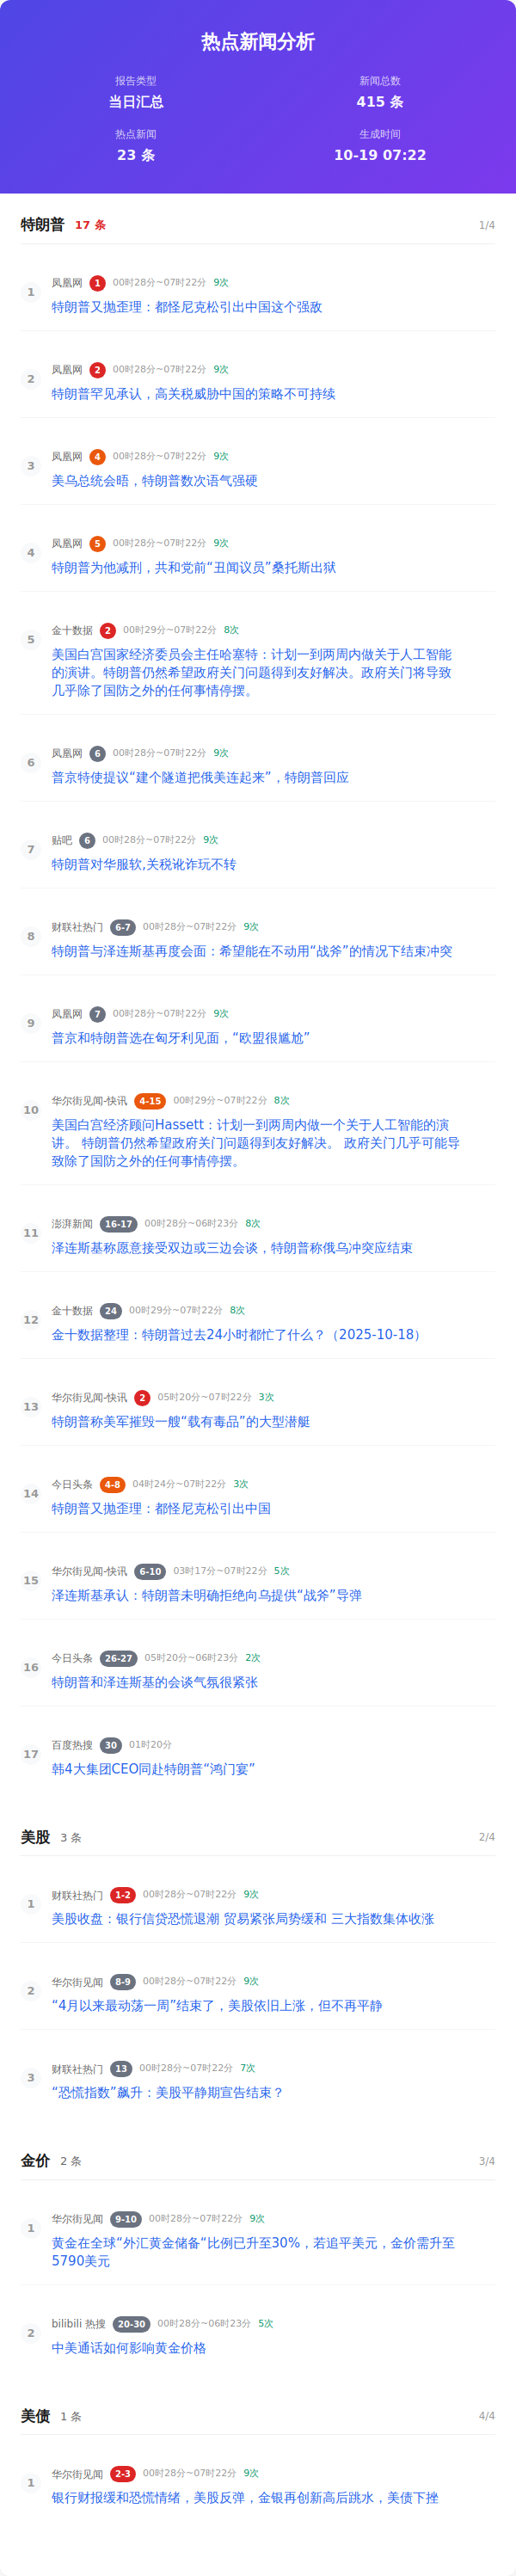 热点新闻分析
报告类型
当日汇总
新闻总数
415 条
热点新闻
23 条
生成时间
10-19 07:22
特朗普 17 条 1/4
1
凤凰网 1 00时28分~07时22分 9次
特朗普又抛歪理：都怪尼克松引出中国这个强敌
2
凤凰网 2 00时28分~07时22分 9次
特朗普罕见承认，高关税威胁中国的策略不可持续
3
凤凰网 4 00时28分~07时22分 9次
美乌总统会晤，特朗普数次语气强硬
4
凤凰网 5 00时28分~07时22分 9次
特朗普为他减刑，共和党前“丑闻议员”桑托斯出狱
5
金十数据 2 00时29分~07时22分 8次
美国白宫国家经济委员会主任哈塞特：计划一到两周内做关于人工智能
的演讲。特朗普仍然希望政府关门问题得到友好解决。政府关门将导致
几乎除了国防之外的任何事情停摆。
6
凤凰网 6 00时28分~07时22分 9次
普京特使提议“建个隧道把俄美连起来”，特朗普回应
7
贴吧 6 00时28分~07时22分 9次
特朗普对华服软,关税讹诈玩不转
8
财联社热门 6-7 00时28分~07时22分 9次
特朗普与泽连斯基再度会面：希望能在不动用“战斧”的情况下结束冲突
9
凤凰网 7 00时28分~07时22分 9次
普京和特朗普选在匈牙利见面，“欧盟很尴尬”
10
华尔街见闻-快讯 4-15 00时29分~07时22分 8次
美国白宫经济顾问Hassett：计划一到两周内做一个关于人工智能的演
讲。 特朗普仍然希望政府关门问题得到友好解决。 政府关门几乎可能导
致除了国防之外的任何事情停摆。
11
澎湃新闻 16-17 00时28分~06时23分 8次
泽连斯基称愿意接受双边或三边会谈，特朗普称俄乌冲突应结束
12
金十数据 24 00时29分~07时22分 8次
金十数据整理：特朗普过去24小时都忙了什么？（2025-10-18）
13
华尔街见闻-快讯 2 05时20分~07时22分 3次
特朗普称美军摧毁一艘“载有毒品”的大型潜艇
14
今日头条 4-8 04时24分~07时22分 3次
特朗普又抛歪理：都怪尼克松引出中国
15
华尔街见闻-快讯 6-10 03时17分~07时22分 5次
泽连斯基承认：特朗普未明确拒绝向乌提供“战斧”导弹
16
今日头条 26-27 05时20分~06时23分 2次
特朗普和泽连斯基的会谈气氛很紧张
17
百度热搜 30 01时20分
韩4大集团CEO同赴特朗普“鸿门宴”
美股 3 条 2/4
1
财联社热门 1-2 00时28分~07时22分 9次
美股收盘：银行信贷恐慌退潮 贸易紧张局势缓和 三大指数集体收涨
2
华尔街见闻 8-9 00时28分~07时22分 9次
“4月以来最动荡一周”结束了，美股依旧上涨，但不再平静
3
财联社热门 13 00时28分~07时22分 7次
“恐慌指数”飙升：美股平静期宣告结束？
金价 2 条 3/4
1
华尔街见闻 9-10 00时28分~07时22分 9次
黄金在全球“外汇黄金储备“比例已升至30%，若追平美元，金价需升至
5790美元
2
bilibili 热搜 20-30 00时28分~06时23分 5次
中美通话如何影响黄金价格
美债 1 条 4/4
1
华尔街见闻 2-3 00时28分~07时22分 9次
银行财报缓和恐慌情绪，美股反弹，金银再创新高后跳水，美债下挫